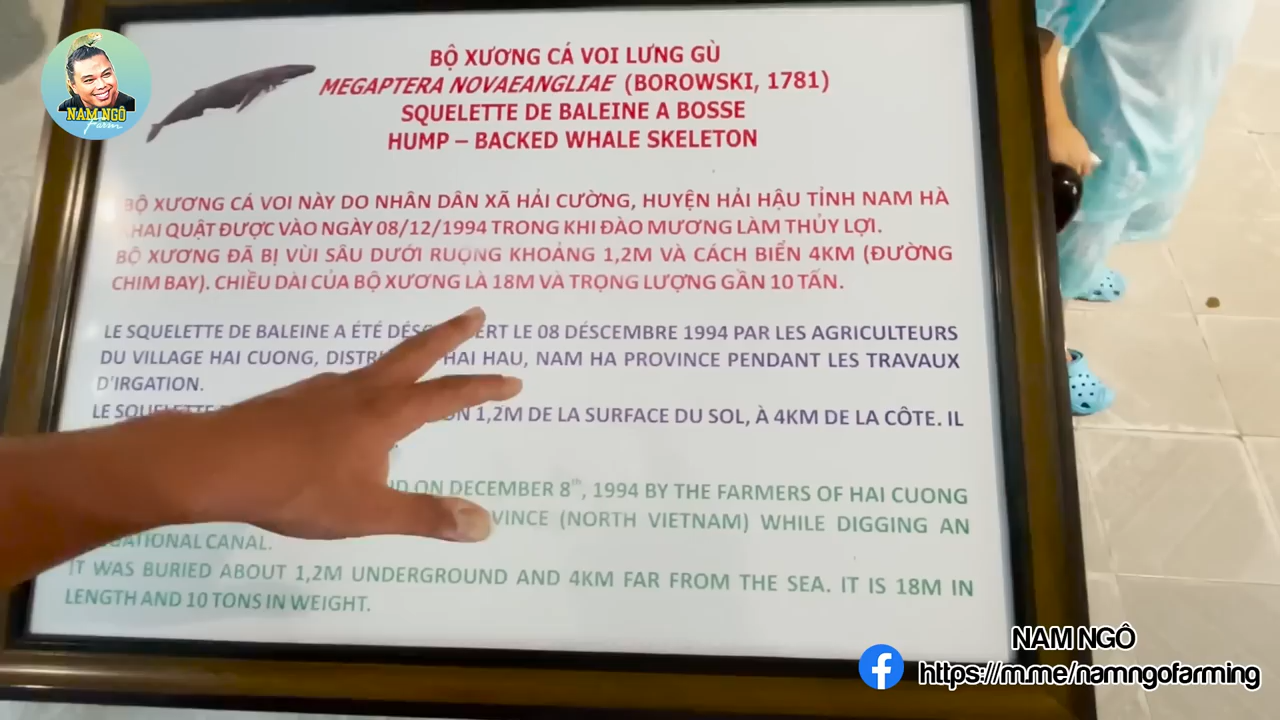 NAM NGÔ
Farm
BỘ XƯƠNG CÁ VOI LƯNG GÙ
MEGAPTERA NOVAEANGLIAE (BOROWSKI, 1781)
SQUELETTE DE BALEINE A BOSSE
HUMP – BACKED WHALE SKELETON
BỘ XƯƠNG CÁ VOI NÀY DO NHÂN DÂN XÃ HẢI CƯỜNG, HUYỆN HẢI HẬU TỈNH NAM HÀ
KHAI QUẬT ĐƯỢC VÀO NGÀY 08/12/1994 TRONG KHI ĐÀO MƯƠNG LÀM THỦY LỢI.
BỘ XƯƠNG ĐÃ BỊ VÙI SÂU DƯỚI RUỘNG KHOẢNG 1,2M VÀ CÁCH BIỂN 4KM (ĐƯỜNG
CHIM BAY). CHIỀU DÀI CỦA BỘ XƯƠNG LÀ 18M VÀ TRỌNG LƯỢNG GẦN 10 TẤN.
LE SQUELETTE DE BALEINE A ÉTÉ LE 08 DÉSCEMBRE 1994 PAR LES AGRICULTEURS
DU VILLAGE HAI CUONG, HAI HAU, NAM HA PROVINCE PENDANT LES TRAVAUX
D'IRGATION.
LE SQUELETTE 1,2M DE LA SURFACE DU SOL, À 4KM DE LA CÔTE. IL
ON DECEMBER 8th, 1994 BY THE FARMERS OF HAI CUONG
(NORTH VIETNAM) WHILE DIGGING AN
CANAL.
IT WAS BURIED ABOUT 1,2M UNDERGROUND AND 4KM FAR FROM THE SEA. IT IS 18M IN
LENGTH AND 10 TONS IN WEIGHT.
NAM NGÔ
https://m.me/namngofarming